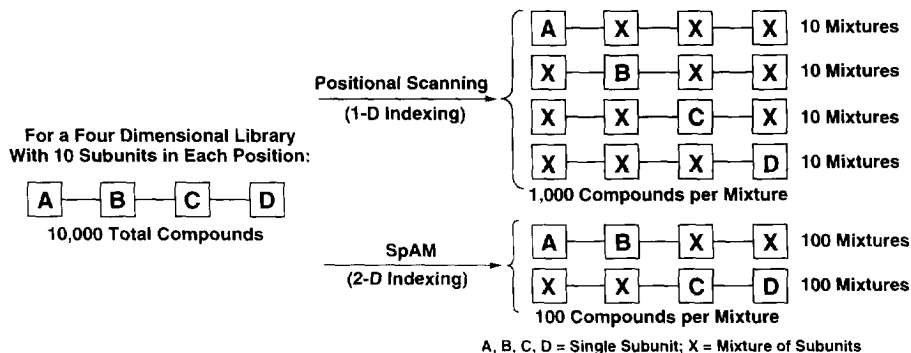 For a Four Dimensional Library
With 10 Subunits in Each Position:
A B C D
10,000 Total Compounds
Positional Scanning
(1-D Indexing)
A X X X 10 Mixtures
X B X X 10 Mixtures
X X C X 10 Mixtures
X X X D 10 Mixtures
1,000 Compounds per Mixture
SpAM
(2-D Indexing)
A B X X 100 Mixtures
X X C D 100 Mixtures
100 Compounds per Mixture
A, B, C, D = Single Subunit; X = Mixture of Subunits